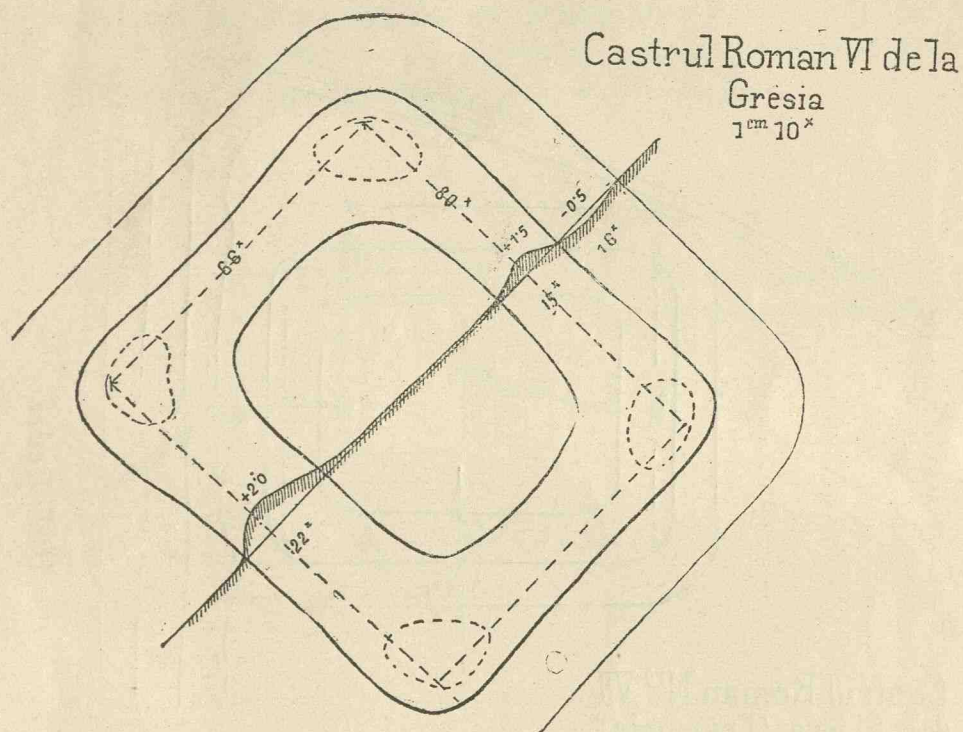 Castrul Roman VI de la
Gresia
1cm 10x
-80x
-0.5
+1.5
16x
-66x
15x
+2.0
22x